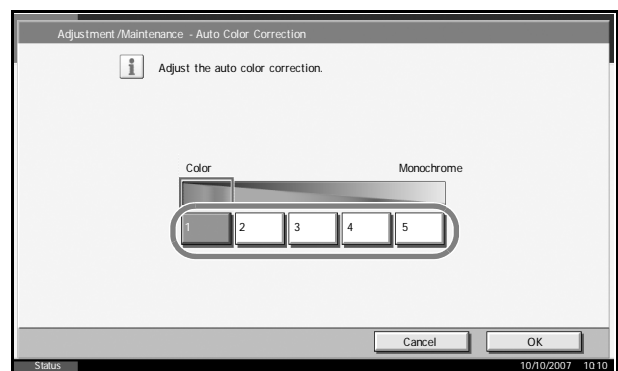 Adjustment/Maintenance - Auto Color Correction
Adjust the auto color correction.
Color Monochrome
1 2 3 4 5
Cancel OK
Status 10/10/2007 10:10